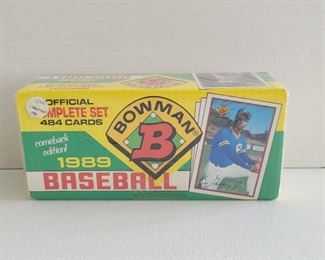 OFFICIAL
COMPLETE SET
484 CARDS
comeback
edition!
1989
BASEBALL
BOWMAN
B